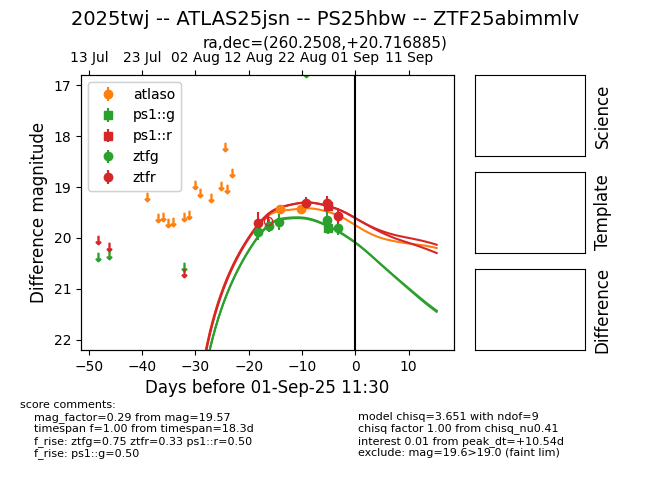 2025twj -- ATLAS25jsn -- PS25hbw -- ZTF25abimmlv
ra,dec=(260.2508,+20.716885)
13 Jul 23 Jul 02 Aug 12 Aug 22 Aug 01 Sep 11 Sep
atlaso
ps1::g
ps1::r
ztfg
ztfr
17
18
19
20
21
22
Difference magnitude
−50 −40 −30 −20 −10 0 10
Days before 01-Sep-25 11:30
Science
Template
Difference
score comments:
mag_factor=0.29 from mag=19.57
timespan f=1.00 from timespan=18.3d
f_rise: ztfg=0.75 ztfr=0.33 ps1::r=0.50
f_rise: ps1::g=0.50
model chisq=3.651 with ndof=9
chisq factor 1.00 from chisq_nu0.41
interest 0.01 from peak_dt=+10.54d
exclude: mag=19.6>19.0 (faint lim)